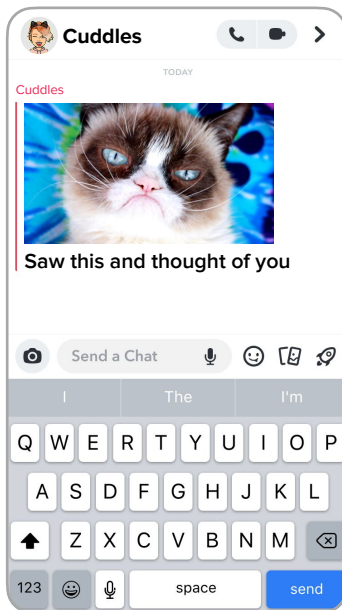 Cuddles
TODAY
Cuddles
Saw this and thought of you
Send a Chat
I The I'm
Q W E R T Y U I O P
A S D F G H J K L
Z X C V B N M
123 space send